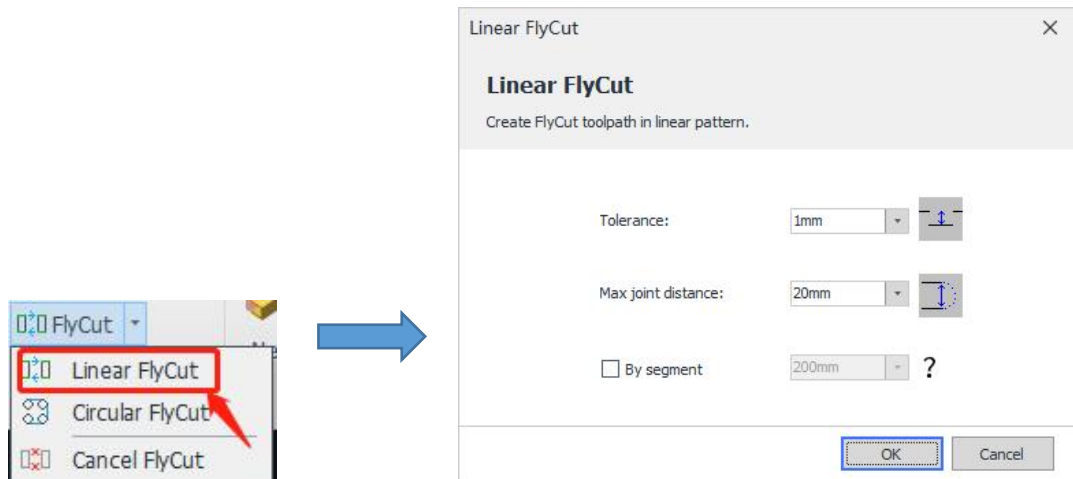 FlyCut
Linear FlyCut
Circular FlyCut
Cancel FlyCut
Linear FlyCut
Linear FlyCut
Create FlyCut toolpath in linear pattern.
Tolerance:
1mm
Max joint distance:
20mm
By segment
200mm
?
OK
Cancel